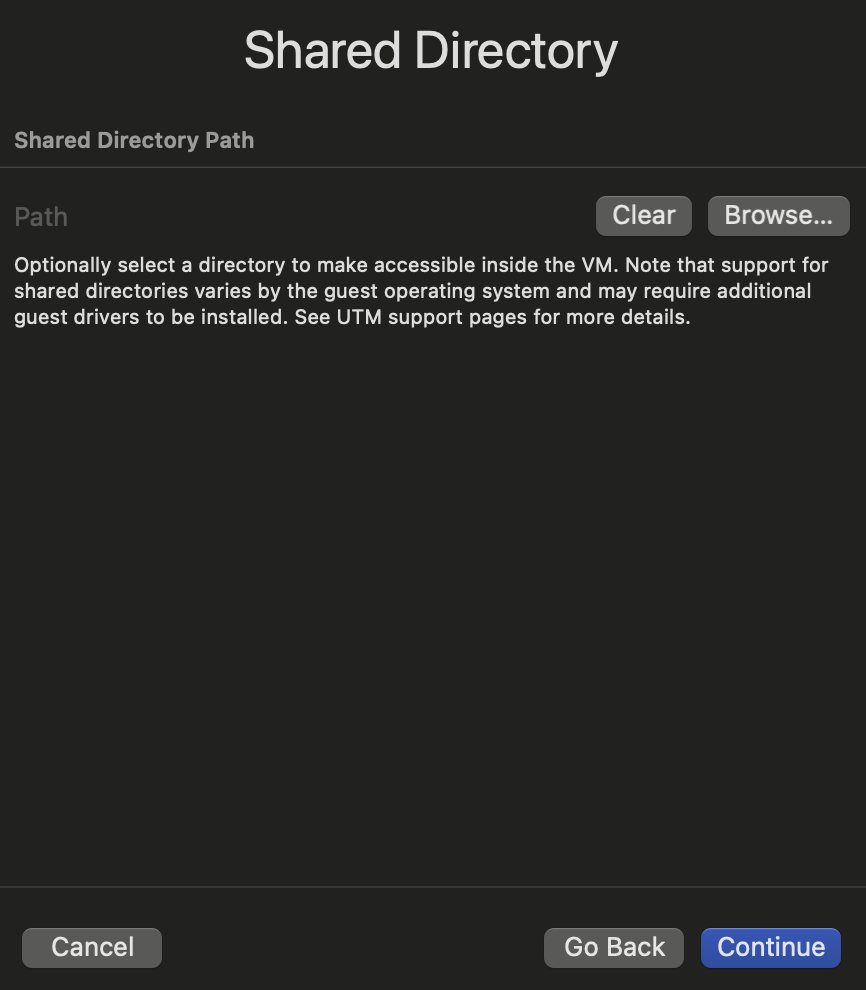 Shared Directory
Shared Directory Path
Path
Clear
Browse...
Optionally select a directory to make accessible inside the VM. Note that support for
shared directories varies by the guest operating system and may require additional
guest drivers to be installed. See UTM support pages for more details.
Cancel
Go Back
Continue